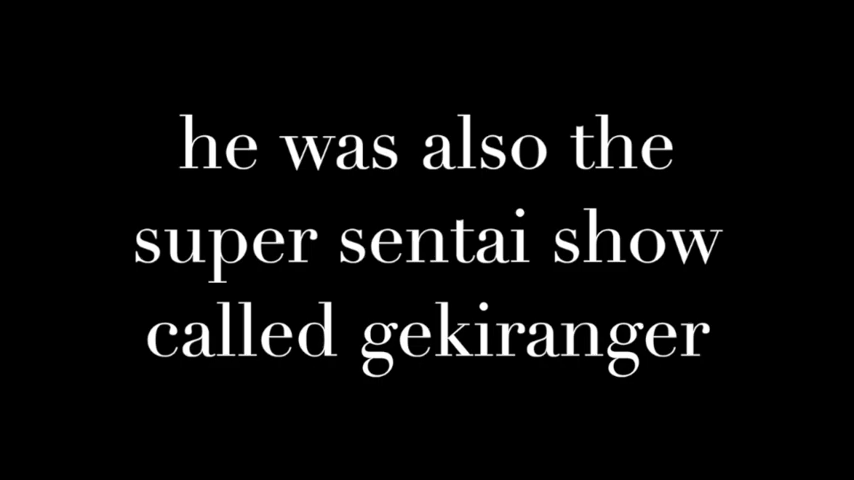 he was also the
super sentai show
called gekiranger